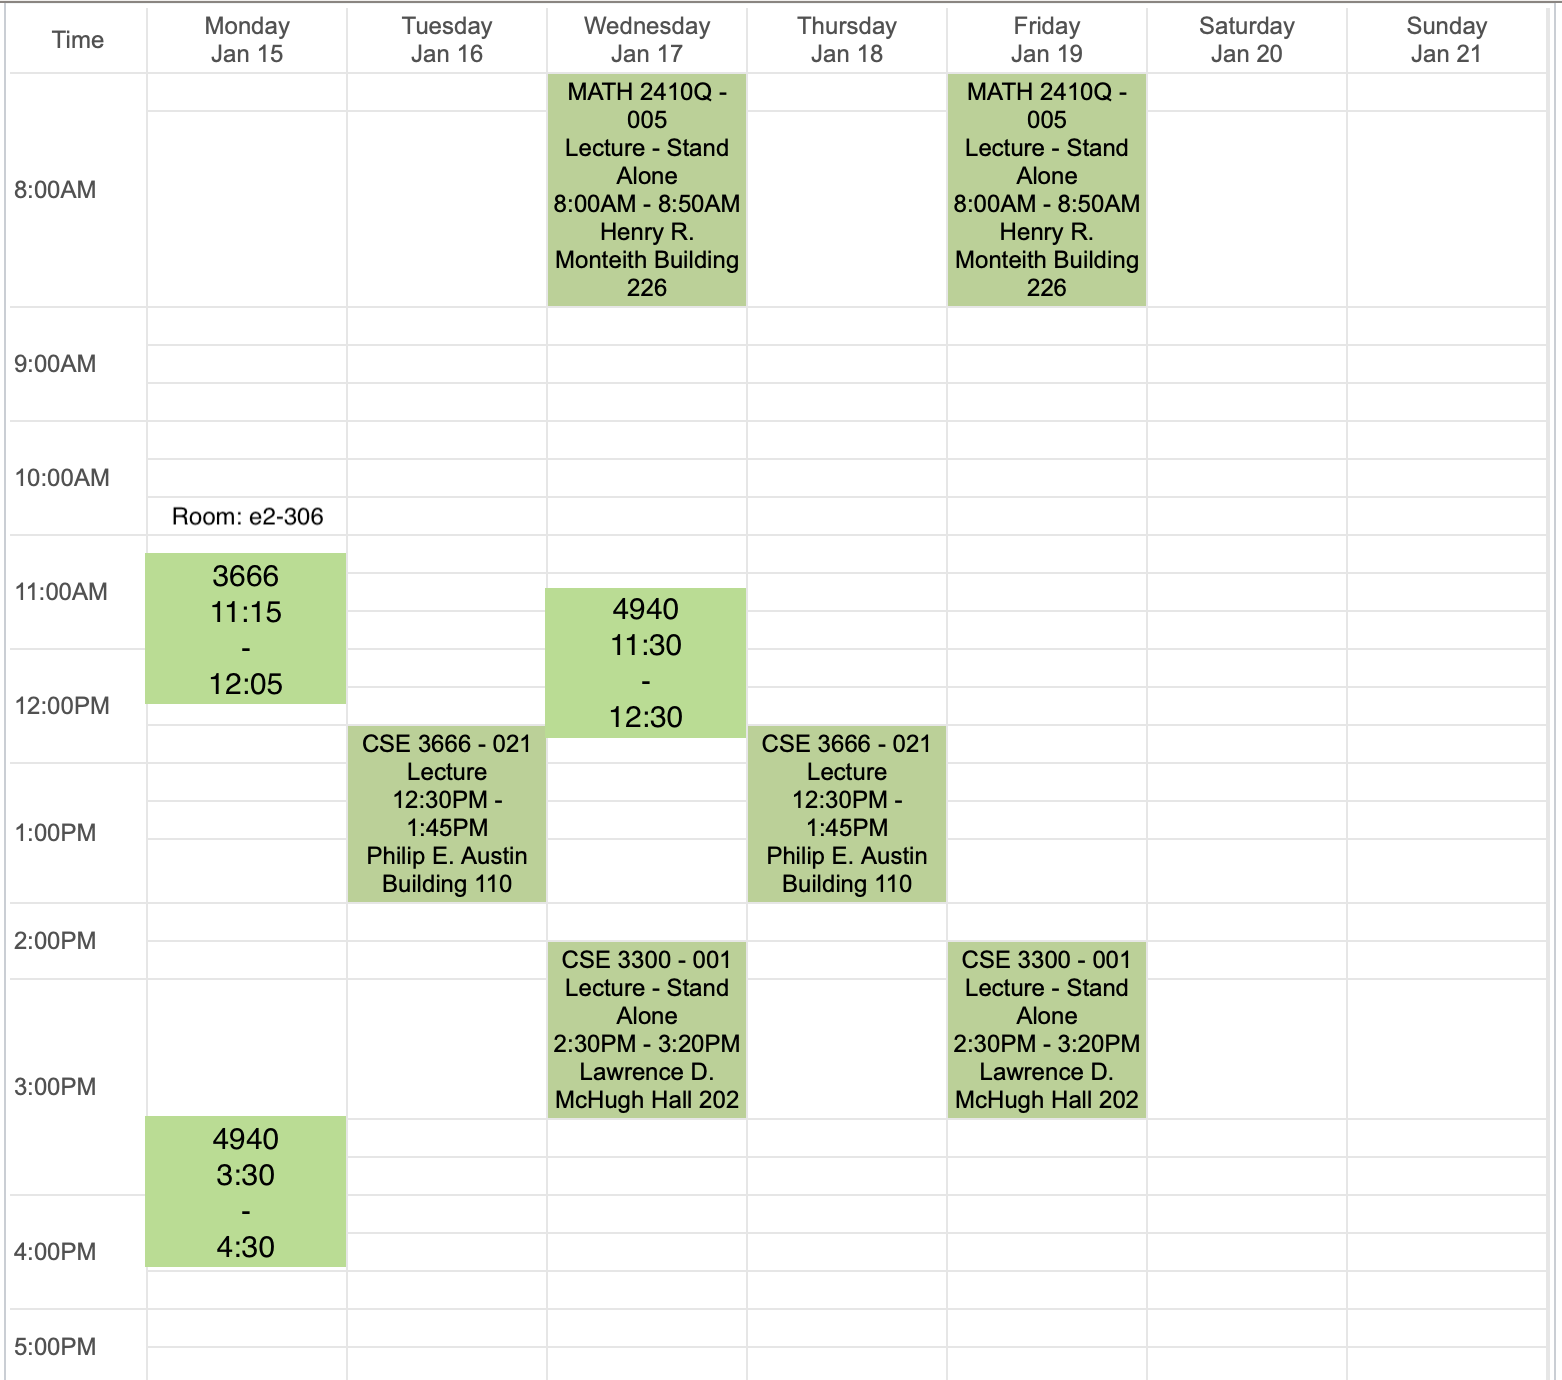 Time
Monday
Jan 15
Tuesday
Jan 16
Wednesday
Jan 17
Thursday
Jan 18
Friday
Jan 19
Saturday
Jan 20
Sunday
Jan 21
8:00AM
MATH 2410Q -
005
Lecture - Stand
Alone
8:00AM - 8:50AM
Henry R.
Monteith Building
226
MATH 2410Q -
005
Lecture - Stand
Alone
8:00AM - 8:50AM
Henry R.
Monteith Building
226
9:00AM
10:00AM
Room: e2-306
11:00AM
3666
11:15
-
12:05
4940
11:30
-
12:30
12:00PM
CSE 3666 - 021
Lecture
12:30PM -
1:45PM
Philip E. Austin
Building 110
CSE 3666 - 021
Lecture
12:30PM -
1:45PM
Philip E. Austin
Building 110
1:00PM
2:00PM
CSE 3300 - 001
Lecture - Stand
Alone
2:30PM - 3:20PM
Lawrence D.
McHugh Hall 202
CSE 3300 - 001
Lecture - Stand
Alone
2:30PM - 3:20PM
Lawrence D.
McHugh Hall 202
3:00PM
4940
3:30
-
4:30
4:00PM
5:00PM